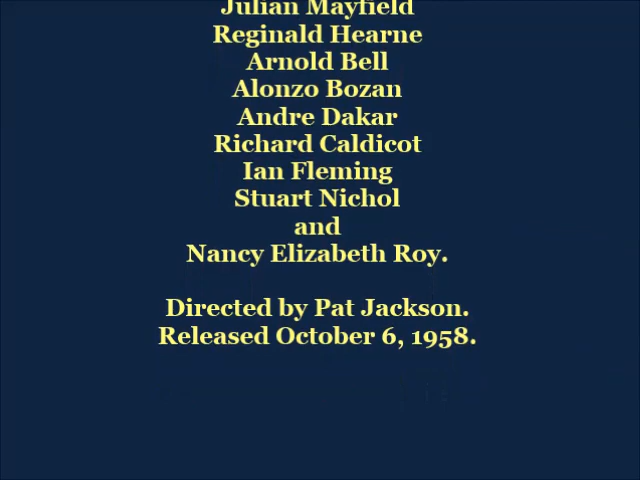 Julian Mayfield
Reginald Hearne
Arnold Bell
Alonzo Bozan
Andre Dakar
Richard Caldicot
Ian Fleming
Stuart Nichol
and
Nancy Elizabeth Roy.
Directed by Pat Jackson.
Released October 6, 1958.